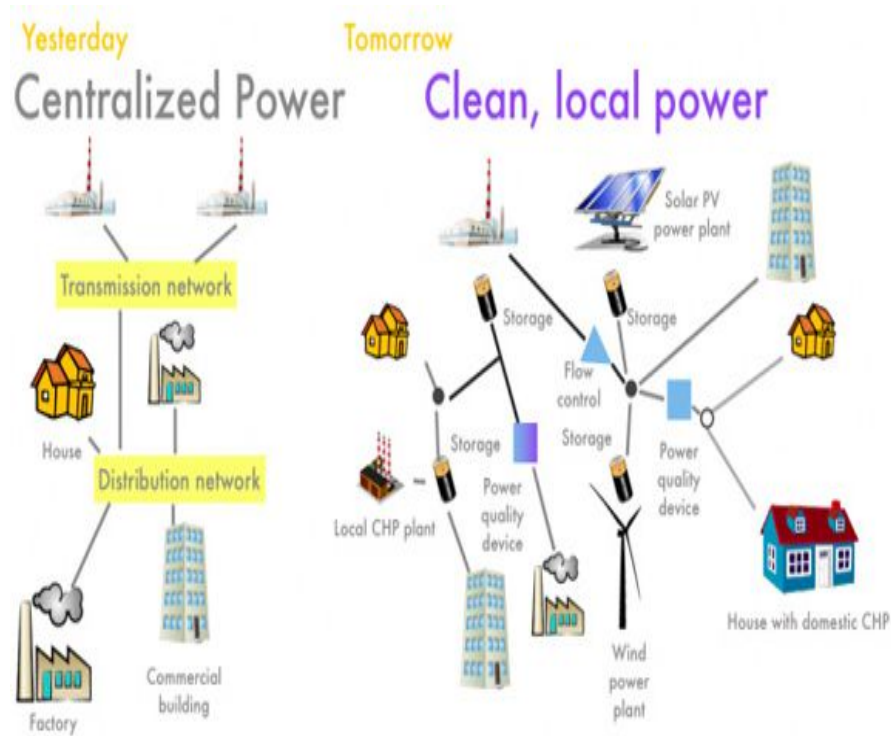 Yesterday
Centralized Power
Transmission network
House
Distribution network
Commercial
building
Factory
Tomorrow
Clean, local power
Solar PV
power plant
Storage
Storage
Flow
control
Storage
Storage
Power
quality
device
Power
quality
device
Local CHP plant
House with domestic CHP
Wind
power
plant